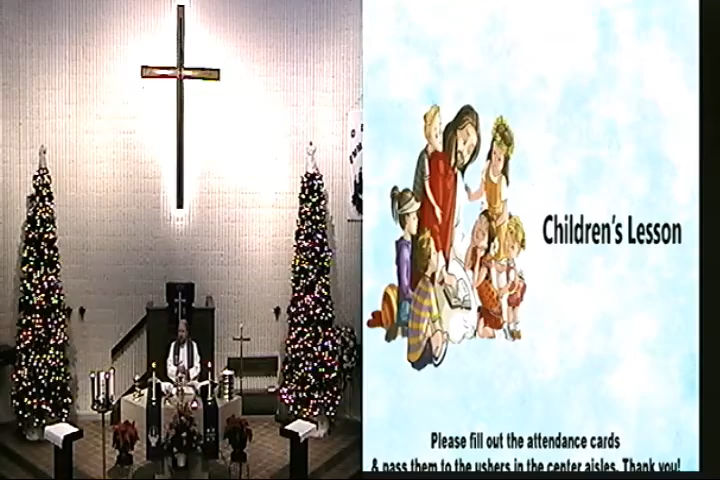 Children's Lesson
Please fill out the attendance cards
& pass them to the ushers in the center aisles. Thank you!